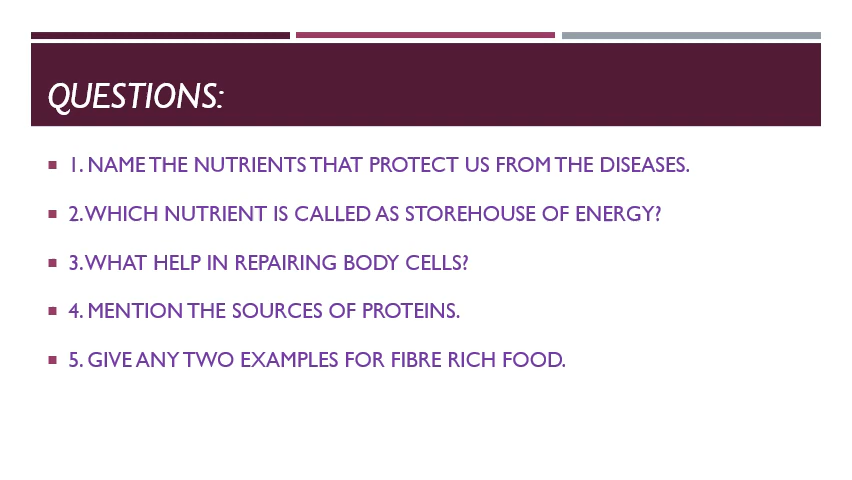 QUESTIONS:
1. NAME THE NUTRIENTS THAT PROTECT US FROM THE DISEASES.
2. WHICH NUTRIENT IS CALLED AS STOREHOUSE OF ENERGY?
3. WHAT HELP IN REPAIRING BODY CELLS?
4. MENTION THE SOURCES OF PROTEINS.
5. GIVE ANY TWO EXAMPLES FOR FIBRE RICH FOOD.